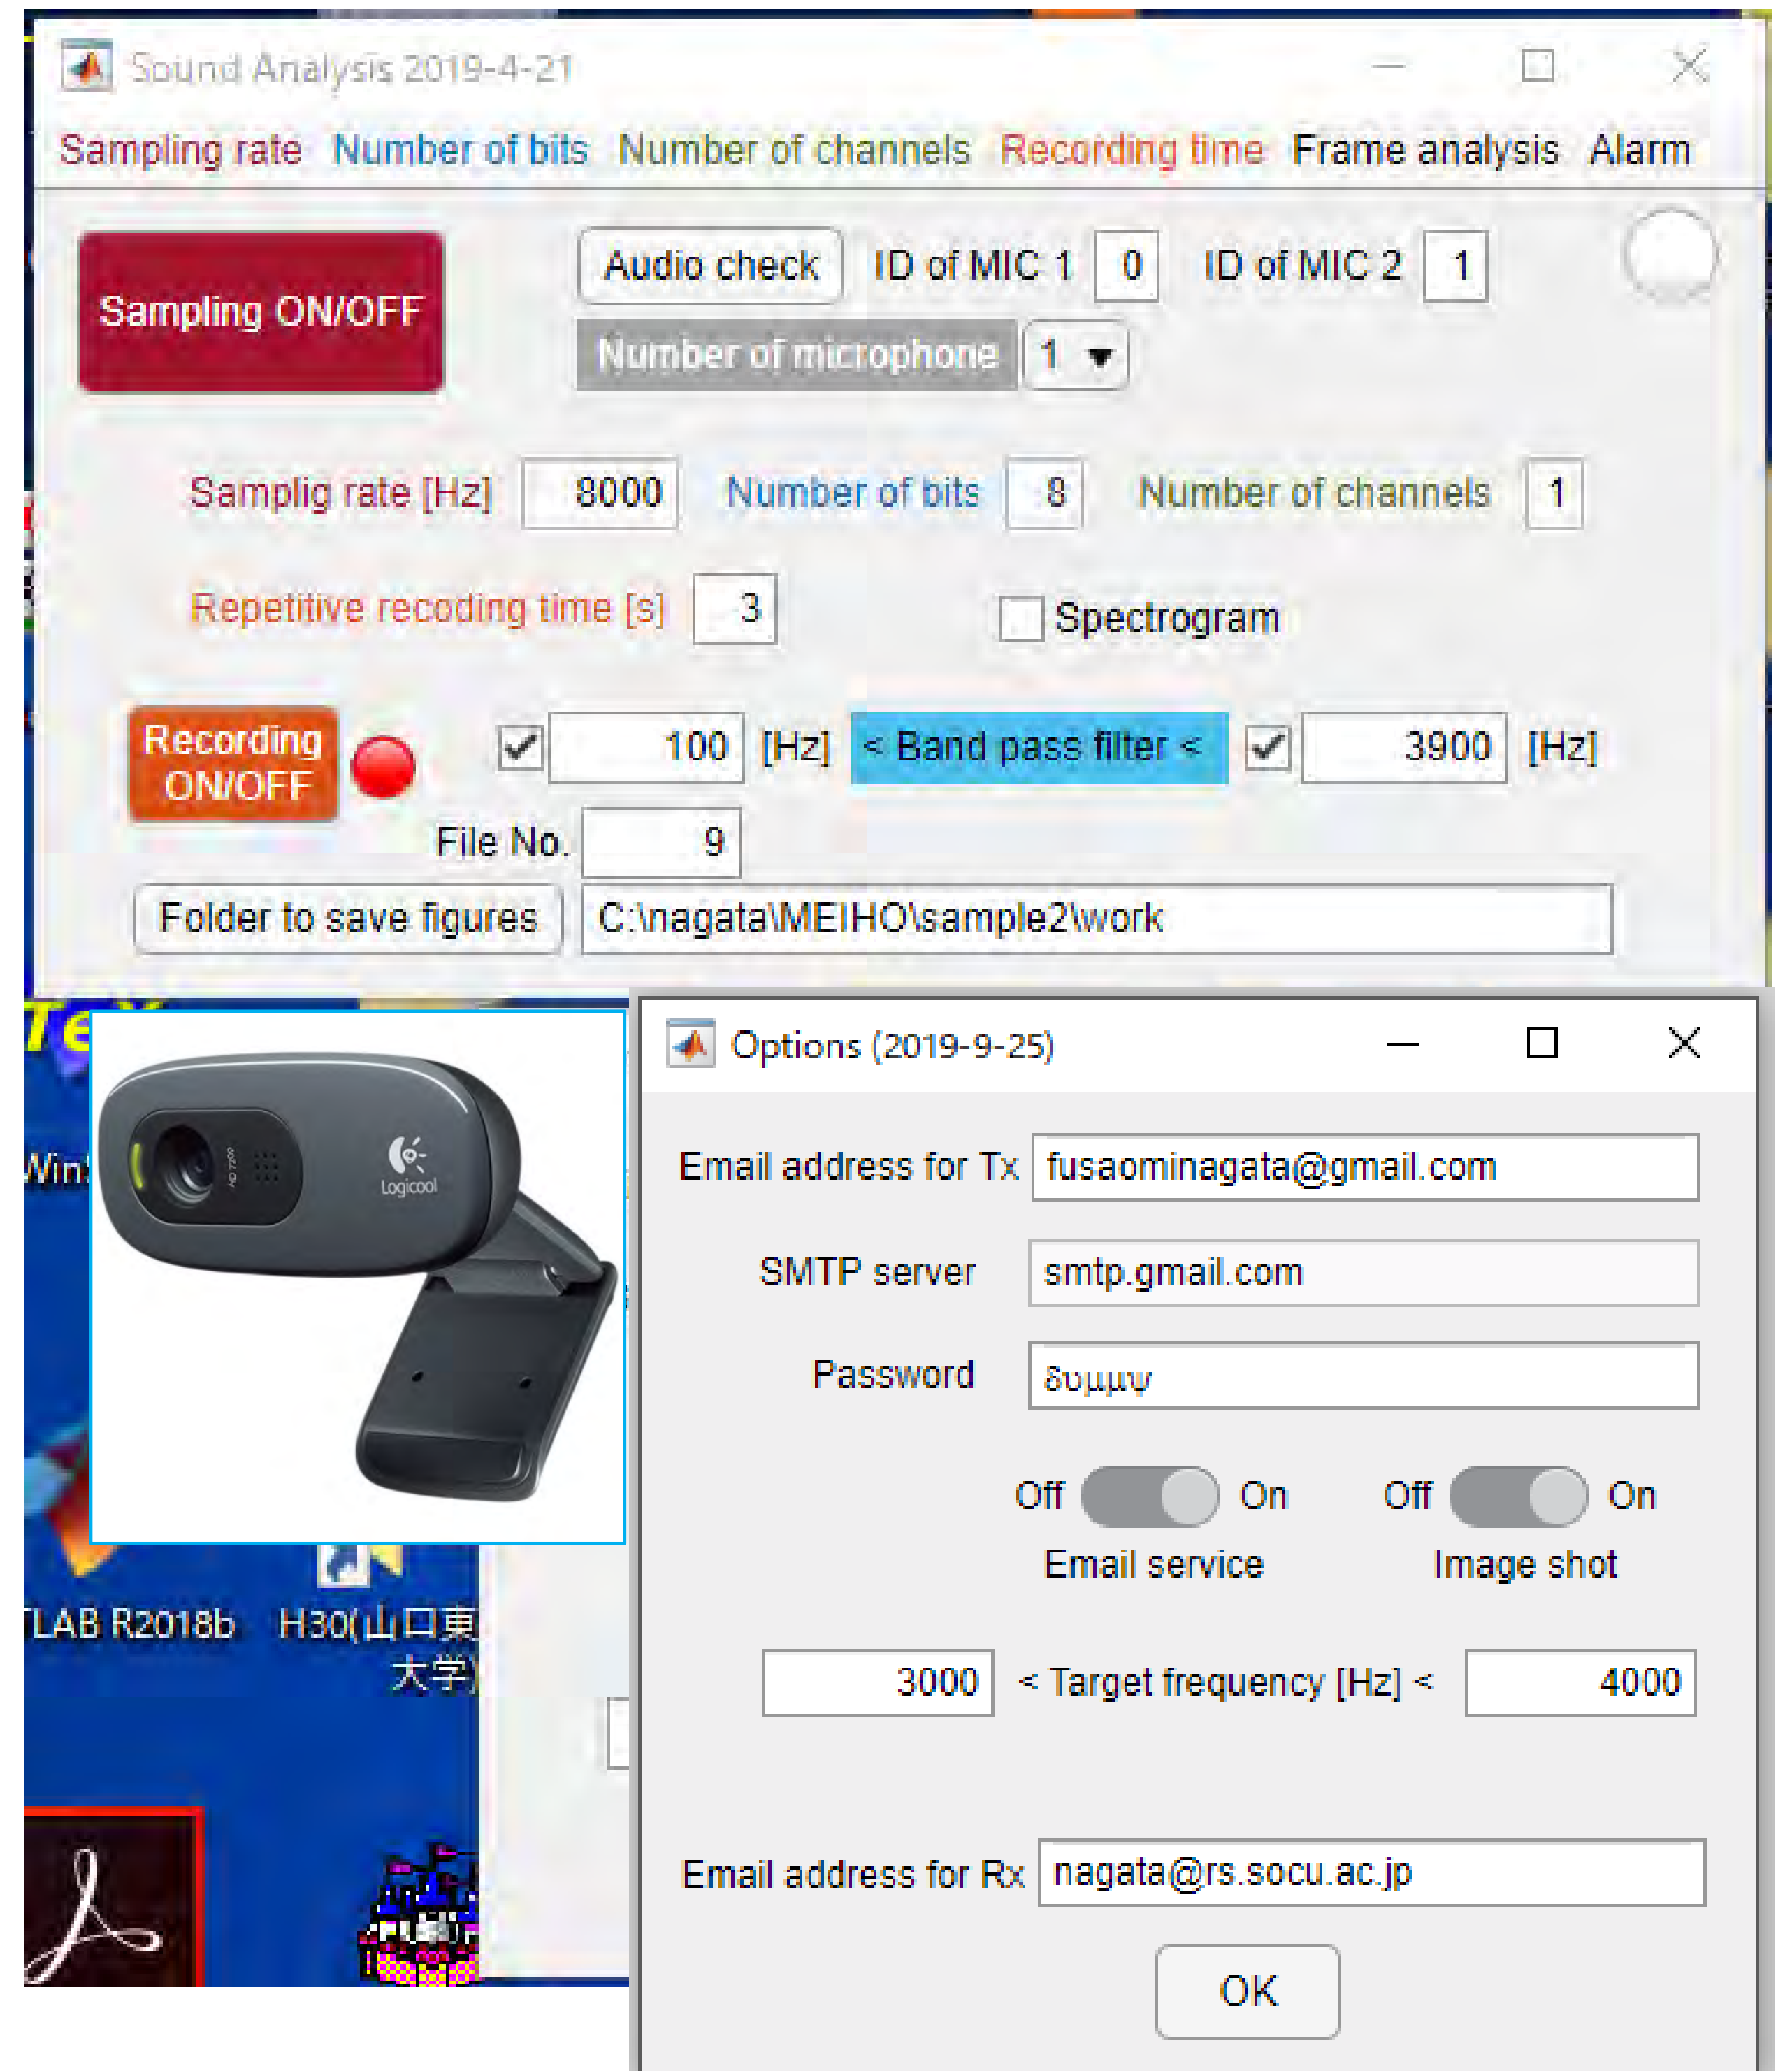 Sound Analysis 2019-4-21
Sampling rate Number of bits Number of channels Recording time Frame analysis Alarm
Sampling ON/OFF
Audio check ID of MIC 1 0 ID of MIC 2 1
Number of microphone 1
Samplig rate [Hz] 8000 Number of bits 8 Number of channels 1
Repetitive recoding time [s] 3 Spectrogram
Recording
ON/OFF
100 [Hz] < Band pass filter < 3900 [Hz]
File No. 9
Folder to save figures C:\nagata\MEIHO\sample2\work
TeX
Win
HD 720p
Logicool
TLAB R2018b
H30(山口東
大学)
Options (2019-9-25)
Email address for Tx fusaominagata@gmail.com
SMTP server smtp.gmail.com
Password δυμμψ
Off On Off On
Email service Image shot
3000 < Target frequency [Hz] < 4000
Email address for Rx nagata@rs.socu.ac.jp
OK